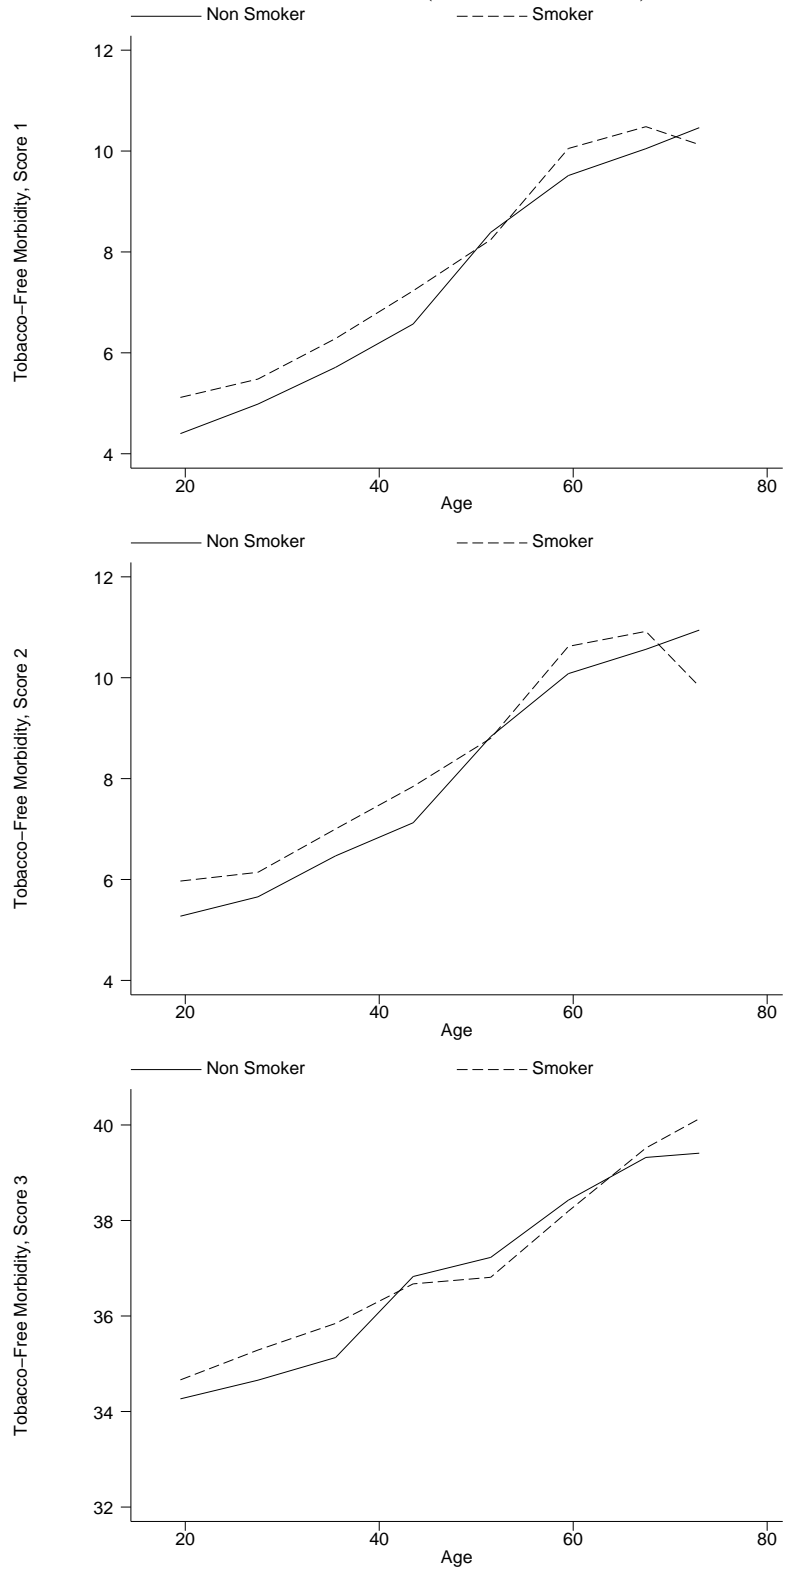 Non Smoker Smoker
12
10
8
6
4
Tobacco−Free Morbidity, Score 1
20 40 60 80
Age
Non Smoker Smoker
12
10
8
6
4
Tobacco−Free Morbidity, Score 2
20 40 60 80
Age
Non Smoker Smoker
40
38
36
34
32
Tobacco−Free Morbidity, Score 3
20 40 60 80
Age